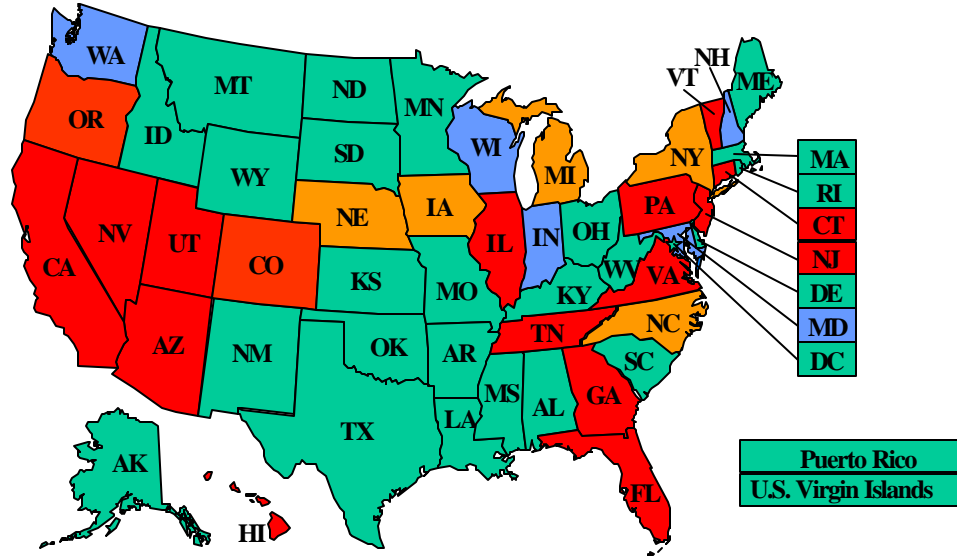 WA
NH
VT
ME
MT
ND
MN
OR
ID
WI
NY
MA
SD
MI
RI
WY
PA
CT
IA
NE
OH
NJ
NV
IL
IN
UT
CO
WV
VA
DE
CA
KS
MO
KY
MD
NC
TN
AZ
OK
AR
SC
DC
NM
MS
AL
GA
LA
TX
AK
Puerto Rico
U.S. Virgin Islands
FL
HI